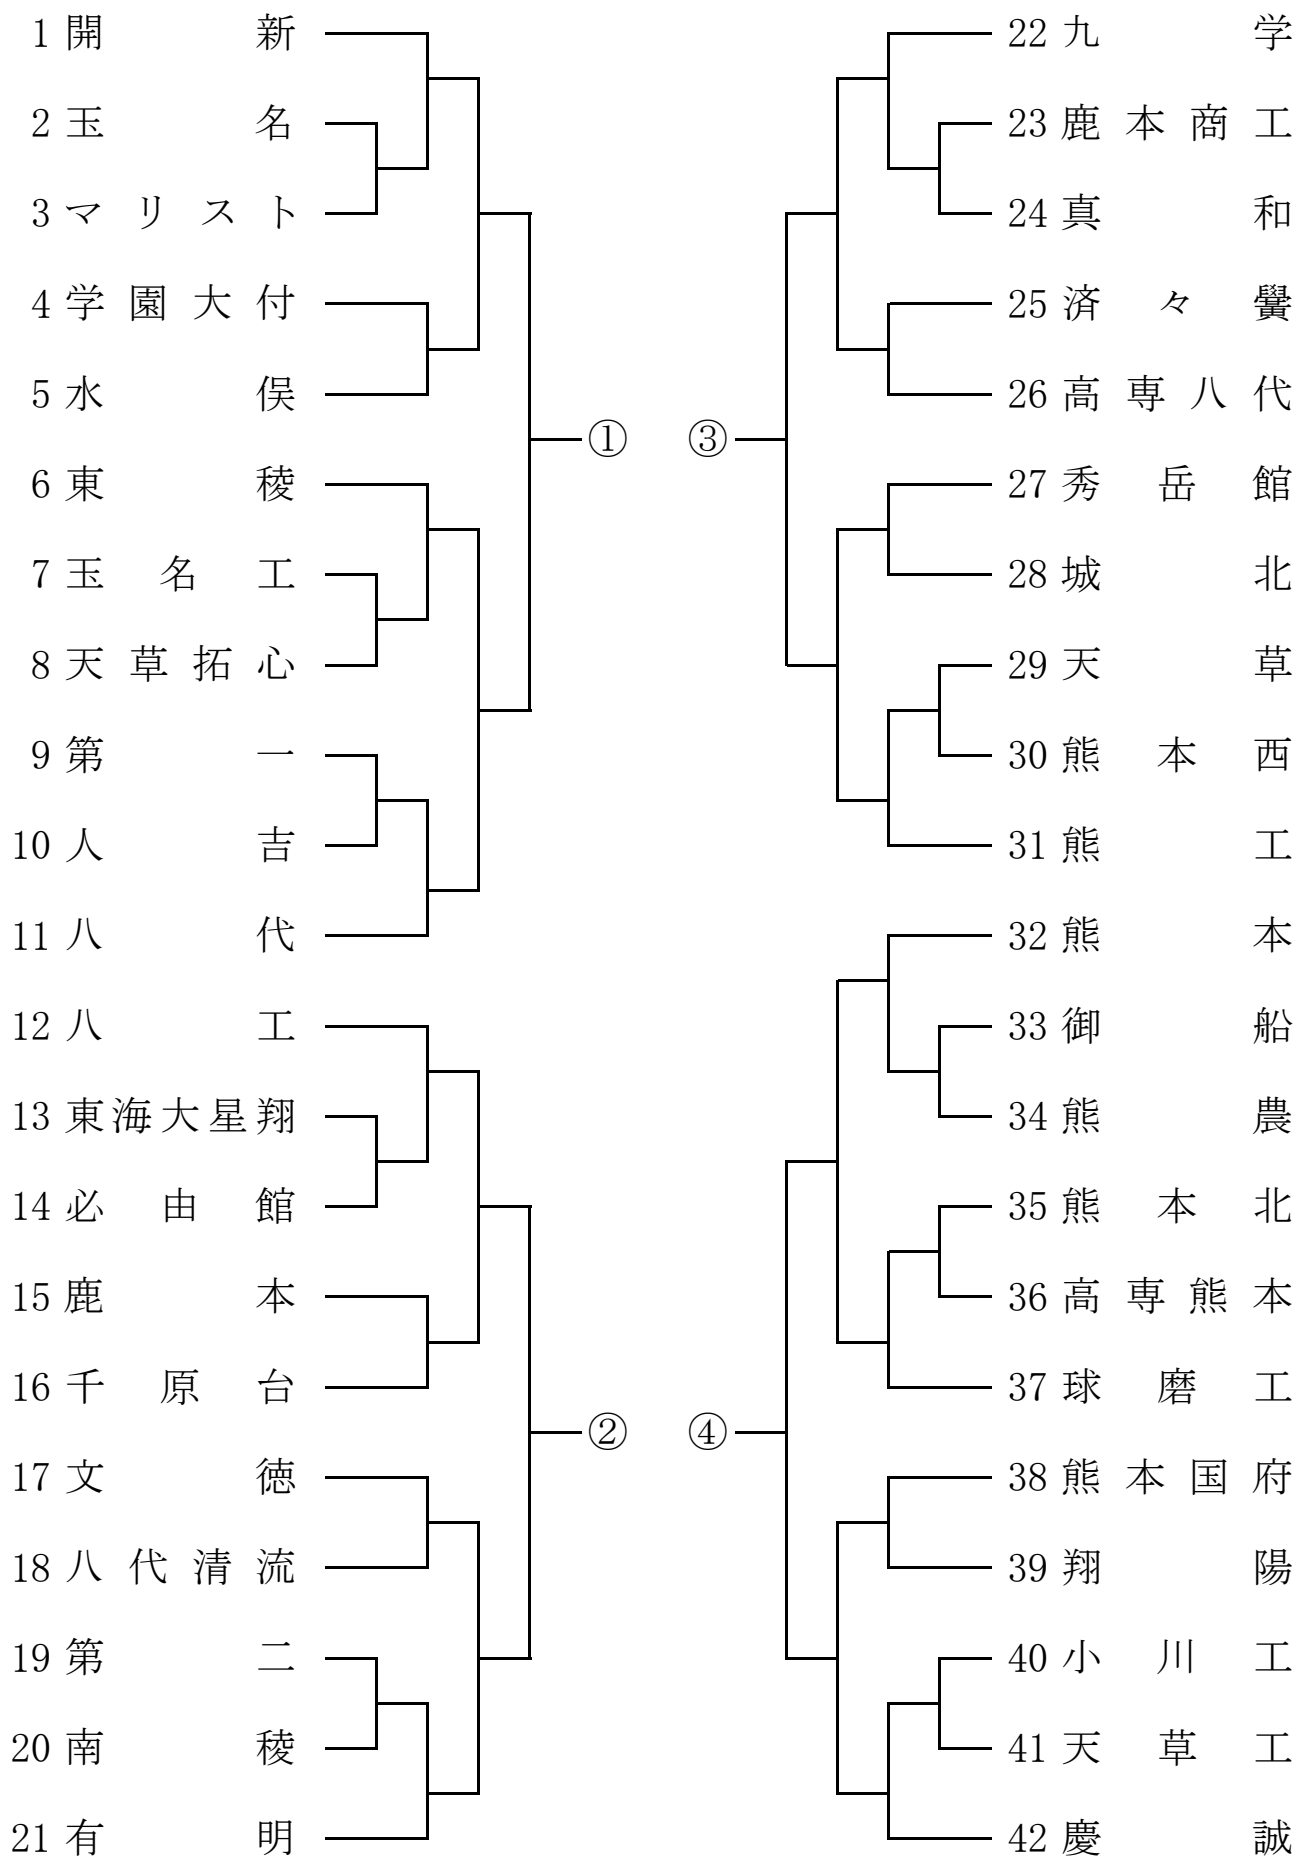 1 開新
2 玉名
3 マリスト
4 学園大付
5 水俣
6 東稜
7 玉名工
8 天草拓心
9 第一
10 人吉
11 八代
12 八工
13 東海大星翔
14 必由館
15 鹿本
16 千原台
17 文徳
18 八代清流
19 第二
20 南稜
21 有明
①
②
③
④
22 九学
23 鹿本商工
24 真和
25 済々黌
26 高専八代
27 秀岳館
28 城北
29 天草
30 熊本西
31 熊工
32 熊本
33 御船
34 熊農
35 熊本北
36 高専熊本
37 球磨工
38 熊本国府
39 翔陽
40 小川工
41 天草工
42 慶誠